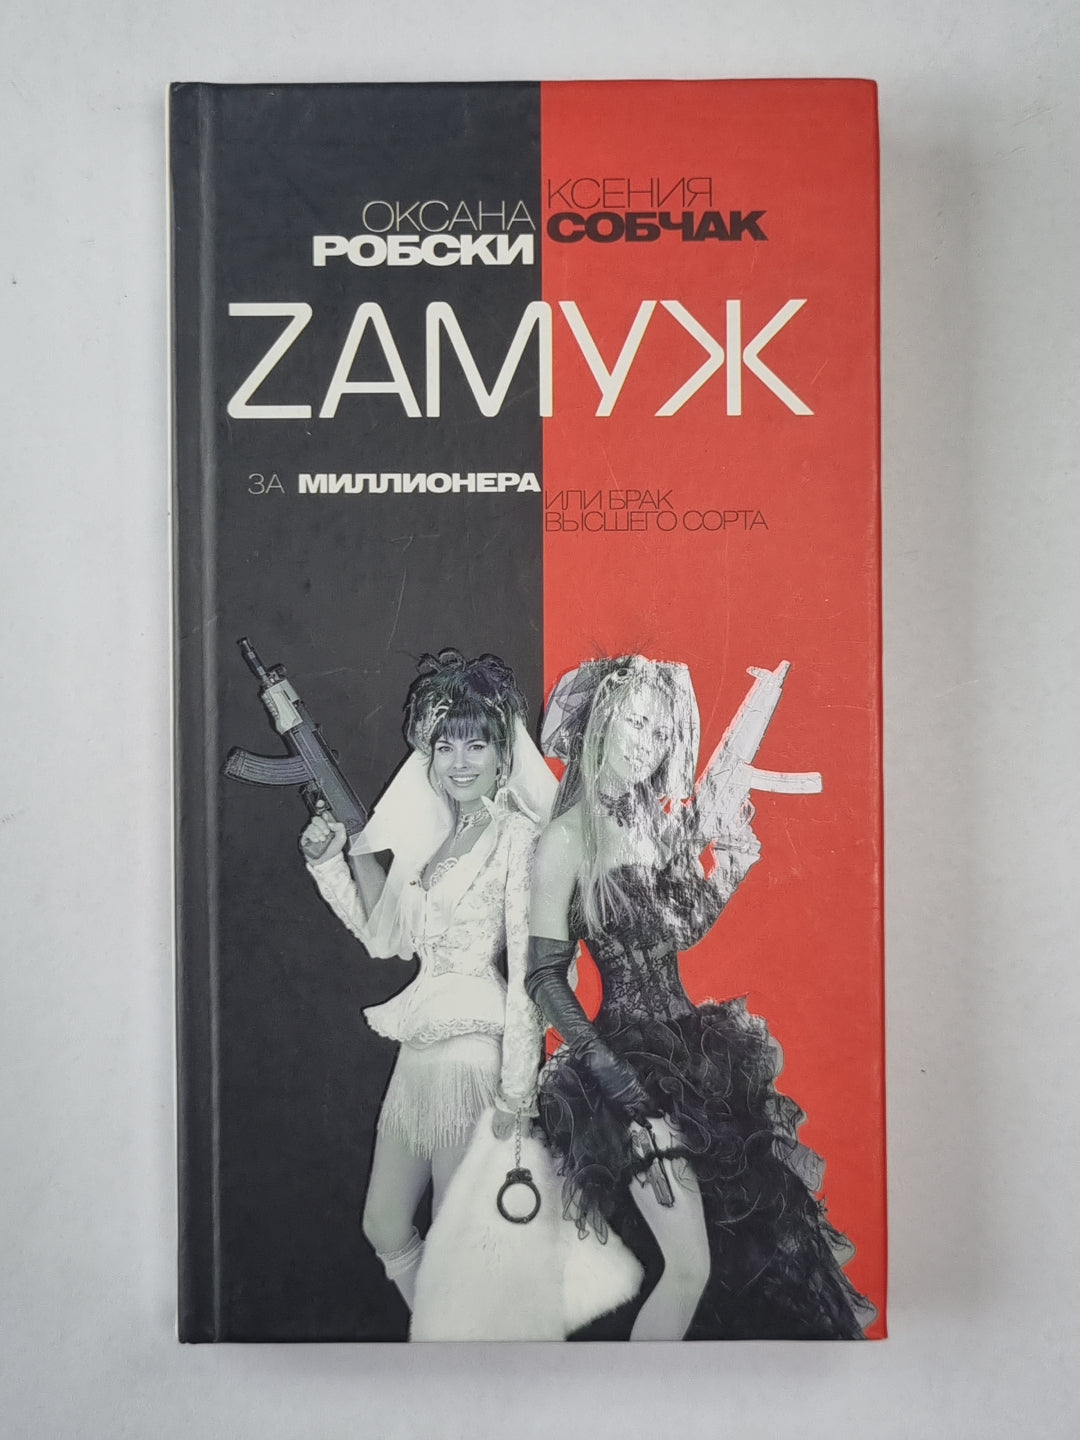 ОКСАНА
РОБСКИ
КСЕНИЯ
СОБЧАК
ZАМУЖ
ЗА МИЛЛИОНЕРА
ИЛИ БРАК
ВЫСШЕГО СОРТА